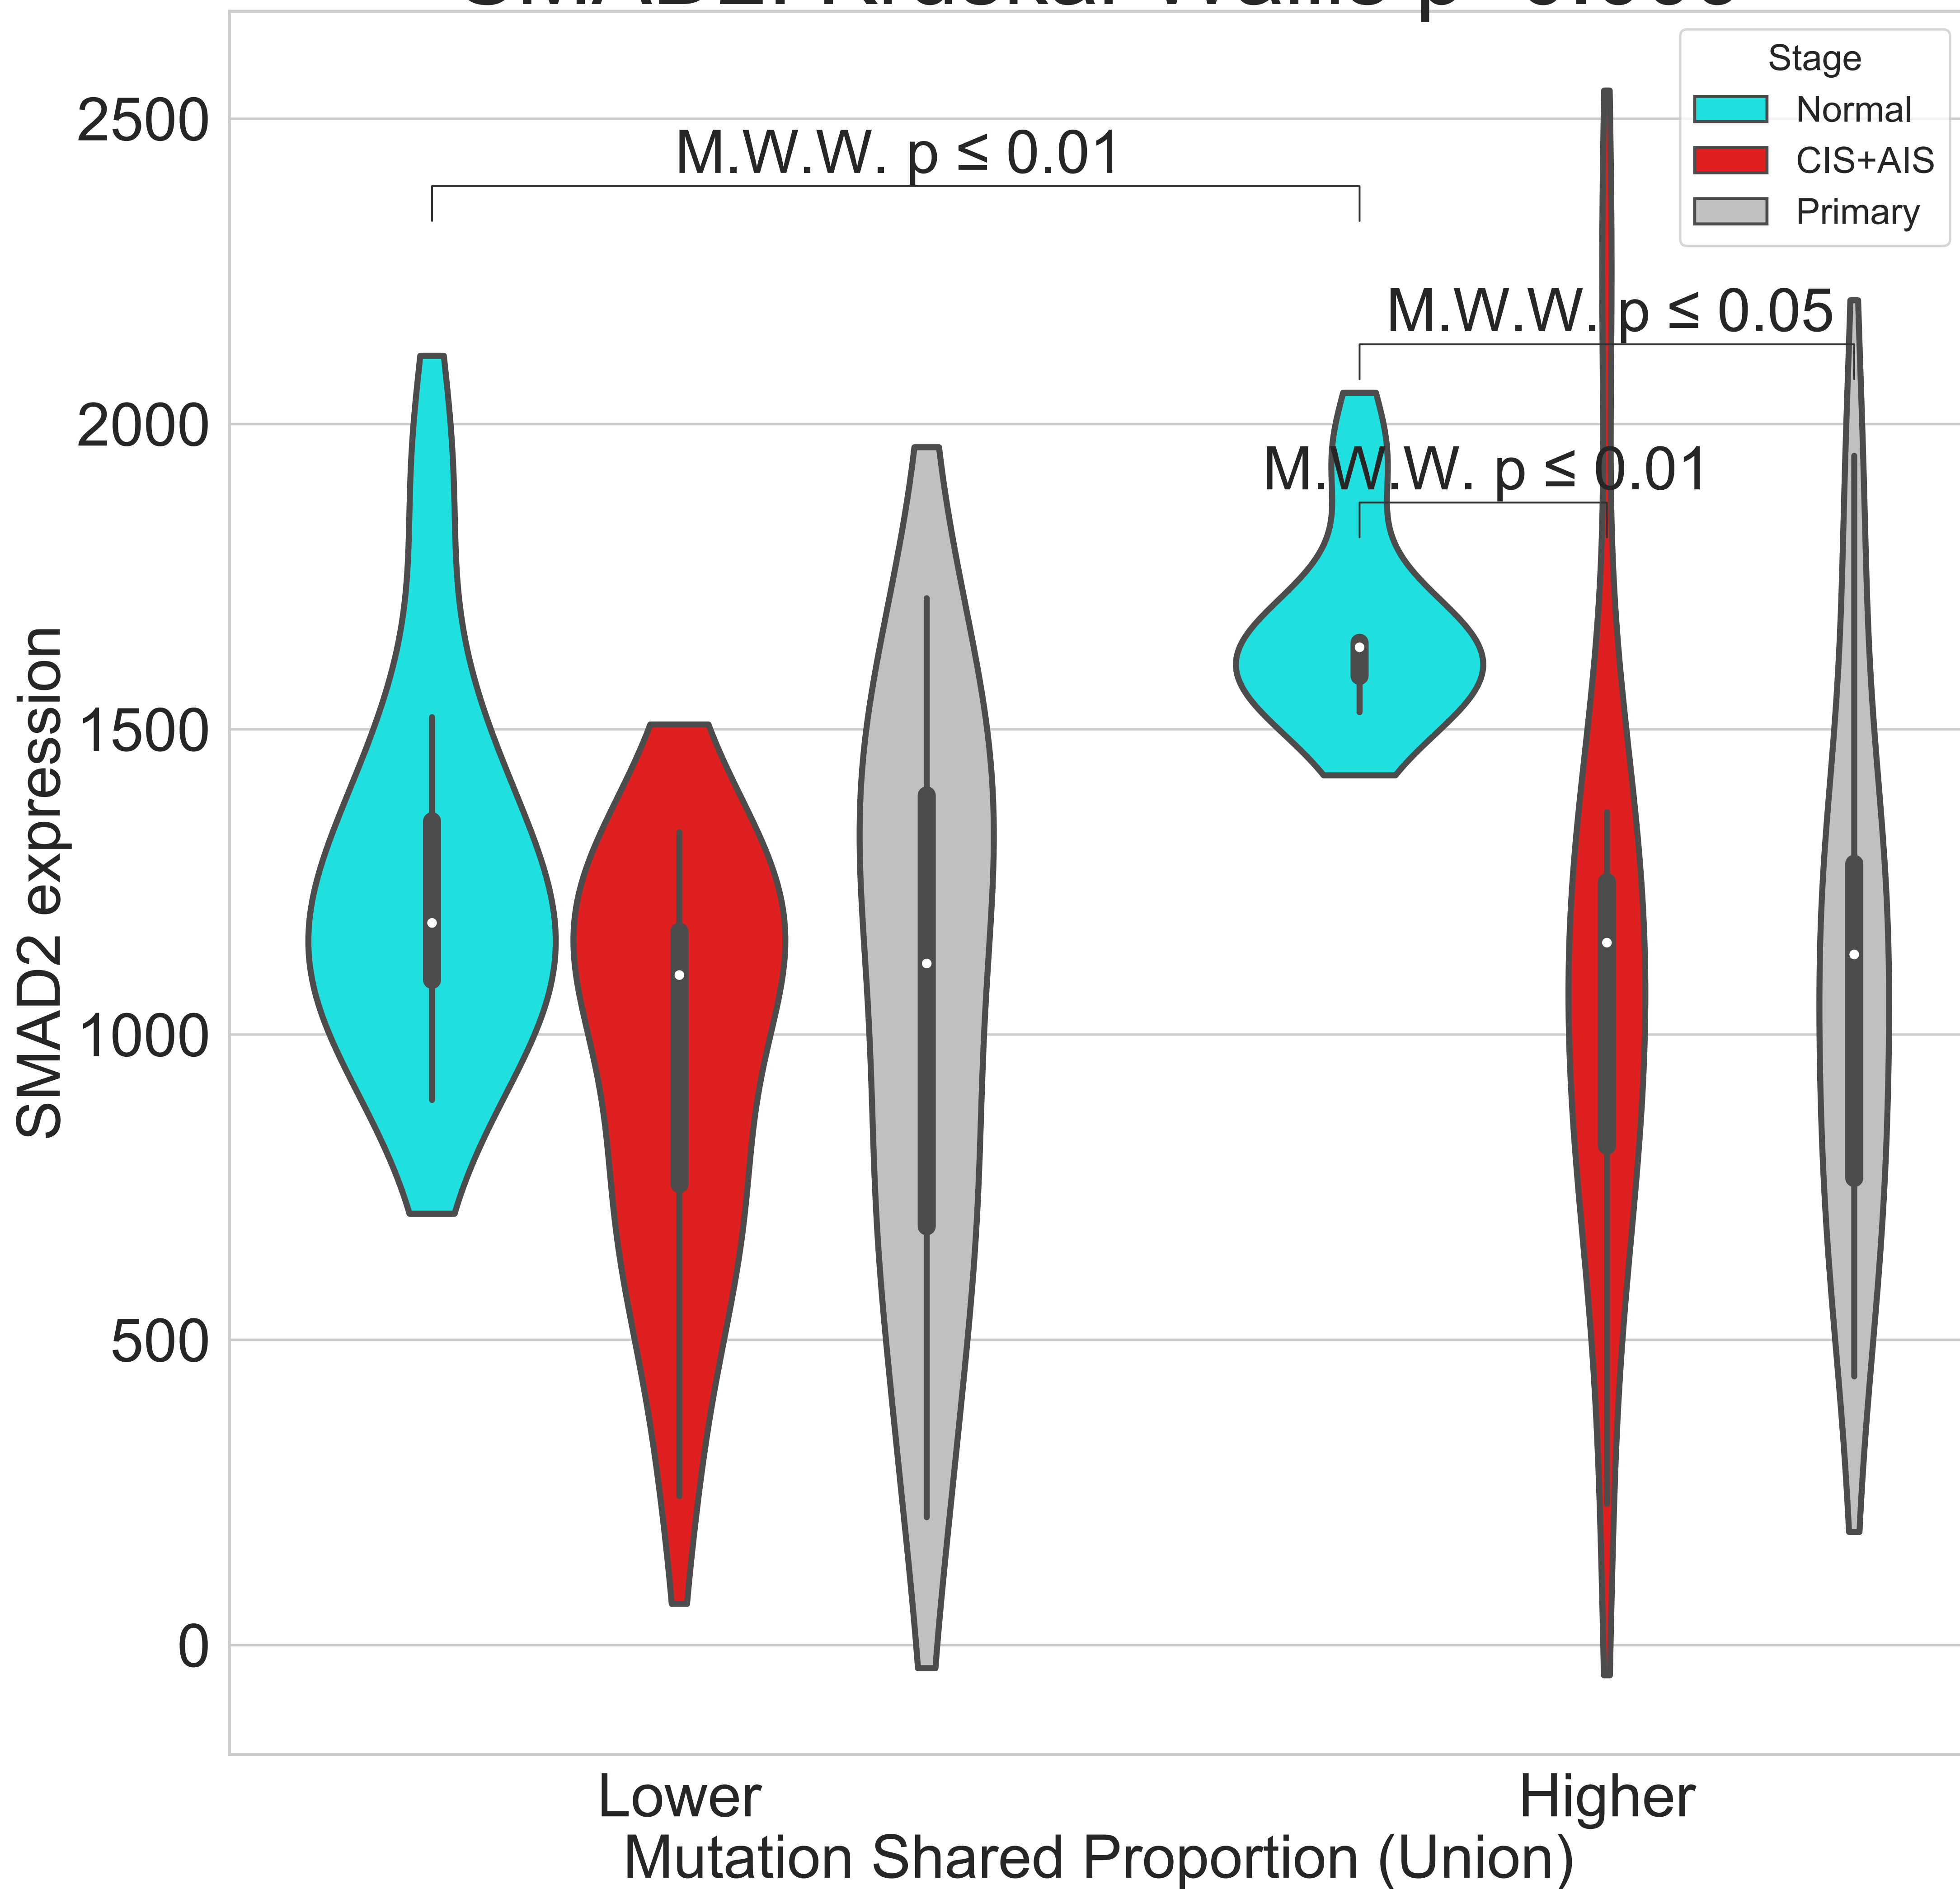 Stage
Normal
CIS+AIS
Primary
2500
2000
1500
1000
500
0
SMAD2 expression
M.W.W. p ≤ 0.01
M.W.W. p ≤ 0.05
M.W.W. p ≤ 0.01
Lower
Higher
Mutation Shared Proportion (Union)